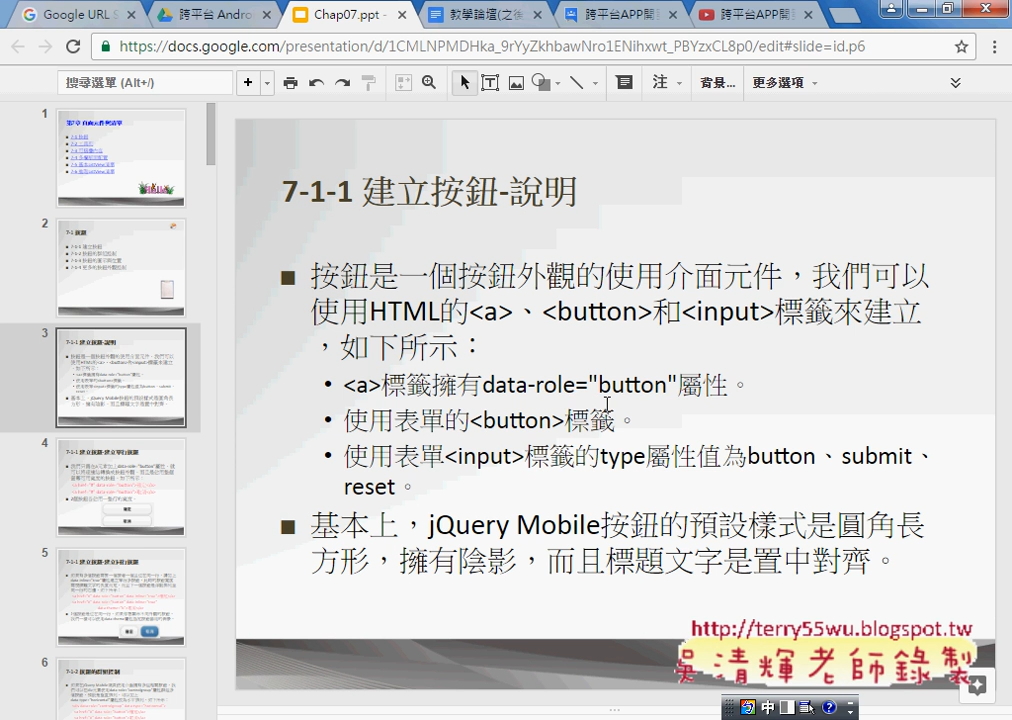 Google URL S
跨平台 Andro
Chap07.ppt -
教學論壇(之後
跨平台APP開
跨平台APP開
https://docs.google.com/presentation/d/1CMLNPMDHka_9rYyZkhbawNro1ENihxwt_PBYzxCL8p0/edit#slide=id.p6
搜尋選單 (Alt+/)
注
背景...
更多選項
1
2
3
4
5
6
7-1-1 建立按鈕-說明
按鈕是一個按鈕外觀的使用介面元件，我們可以
使用HTML的<a>、<button>和<input>標籤來建立
，如下所示：
• <a>標籤擁有data-role="button"屬性。
• 使用表單的<button>標籤。
• 使用表單<input>標籤的type屬性值為button、submit、
reset。
基本上，jQuery Mobile按鈕的預設樣式是圓角長
方形，擁有陰影，而且標題文字是置中對齊。
http://terry55wu.blogspot.tw
吳清輝老師錄製
中